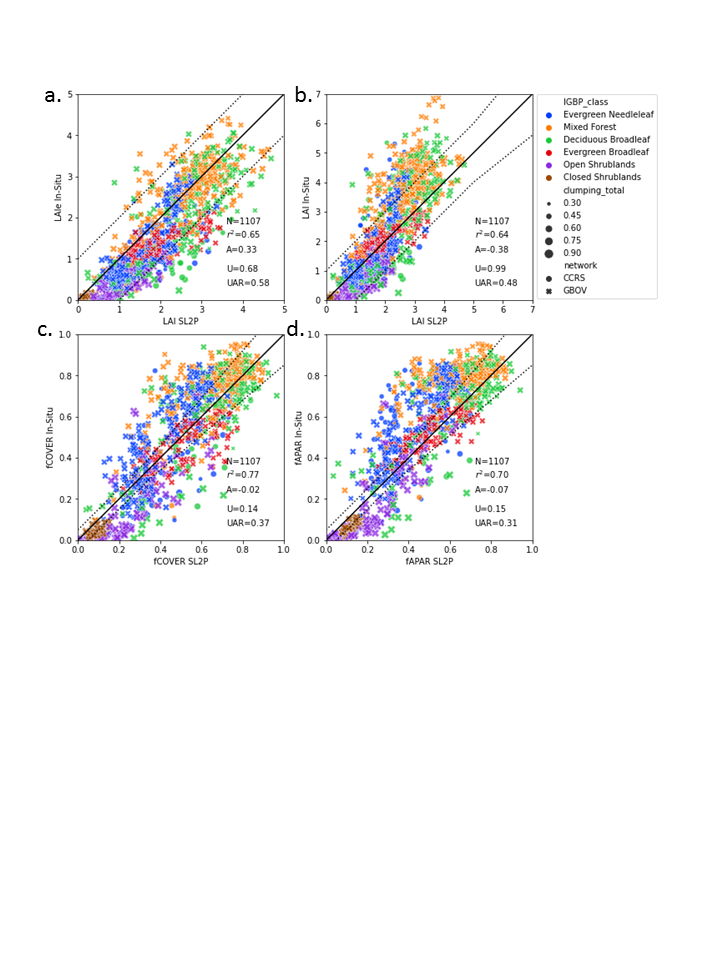 a.
5
4
3
2
1
0
LAIe In-Situ
N=1107
r²=0.65
A=0.33
U=0.68
UAR=0.58
0 1 2 3 4 5
LAI SL2P
b.
7
6
5
4
3
2
1
0
LAI In-Situ
N=1107
r²=0.64
A=-0.38
U=0.99
UAR=0.48
0 1 2 3 4 5 6 7
LAI SL2P
IGBP_class
Evergreen Needleleaf
Mixed Forest
Deciduous Broadleaf
Evergreen Broadleaf
Open Shrublands
Closed Shrublands
clumping_total
0.30
0.45
0.60
0.75
0.90
network
CCRS
GBOV
c.
1.0
0.8
0.6
0.4
0.2
0.0
fCOVER In-Situ
N=1107
r²=0.77
A=-0.02
U=0.14
UAR=0.37
0.0 0.2 0.4 0.6 0.8 1.0
fCOVER SL2P
d.
1.0
0.8
0.6
0.4
0.2
0.0
fAPAR In-Situ
N=1107
r²=0.70
A=-0.07
U=0.15
UAR=0.31
0.0 0.2 0.4 0.6 0.8 1.0
fAPAR SL2P